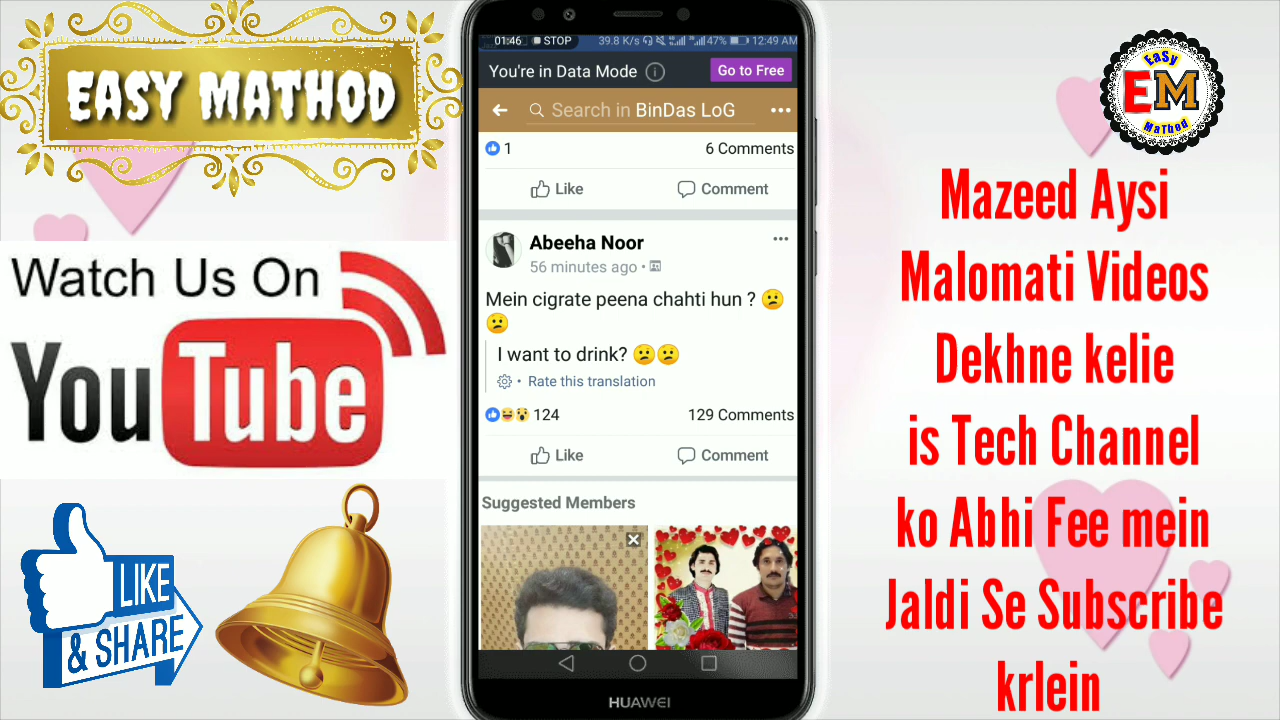 EASY MATHOD
Watch Us On
YouTube
LIKE
& SHARE
01:46 STOP 39.8 K/s 47% 12:49 AM
You're in Data Mode Go to Free
Search in BinDas LoG
1 6 Comments
Like Comment
Abeeha Noor
56 minutes ago •
Mein cigrate peena chahti hun ? 😕
😕
I want to drink? 😕😕
• Rate this translation
124 129 Comments
Like Comment
Suggested Members
HUAWEI
EaSy
EM
MaThod
Mazeed Aysi
Malomati Videos
Dekhne kelie
is Tech Channel
ko Abhi Fee mein
Jaldi Se Subscribe
krlein